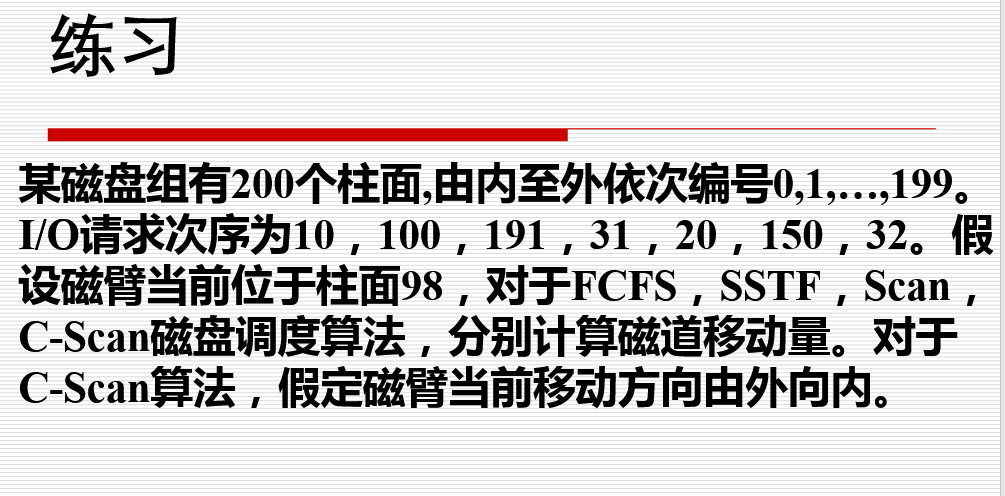 练习
某磁盘组有200个柱面,由内至外依次编号0,1,…,199。
I/O请求次序为10，100，191，31，20，150，32。假
设磁臂当前位于柱面98，对于FCFS，SSTF，Scan，
C-Scan磁盘调度算法，分别计算磁道移动量。对于
C-Scan算法，假定磁臂当前移动方向由外向内。